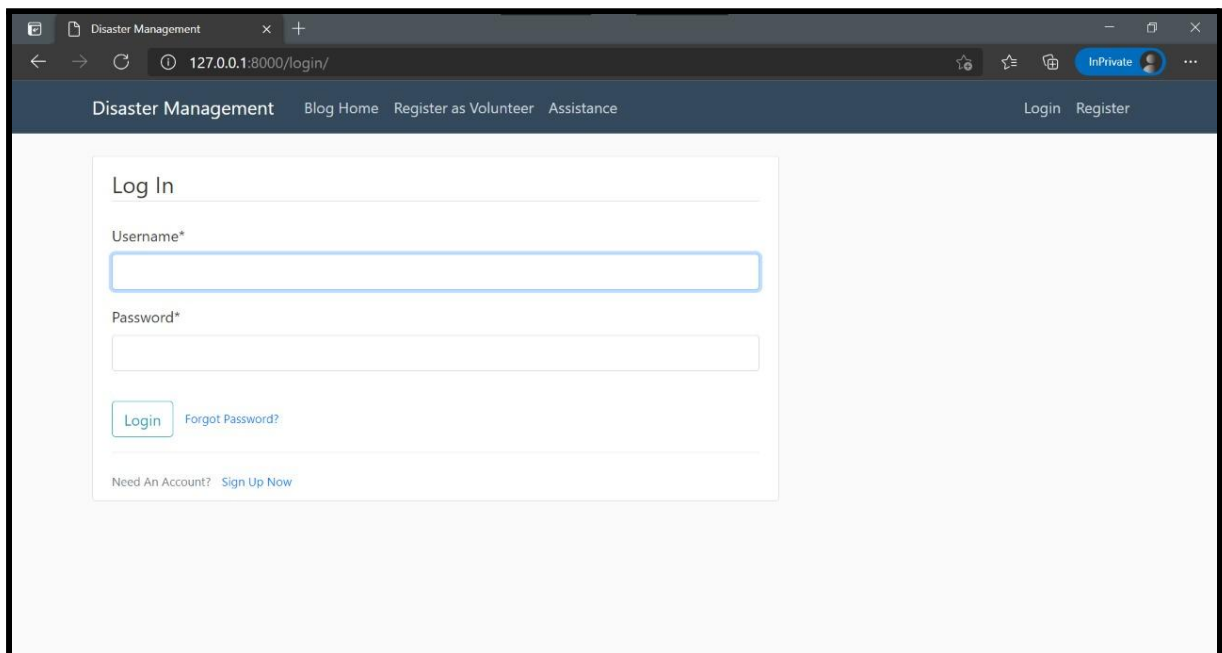 Disaster Management
127.0.0.1:8000/login/
InPrivate
Disaster Management Blog Home Register as Volunteer Assistance Login Register
Log In
Username*
Password*
Login Forgot Password?
Need An Account? Sign Up Now